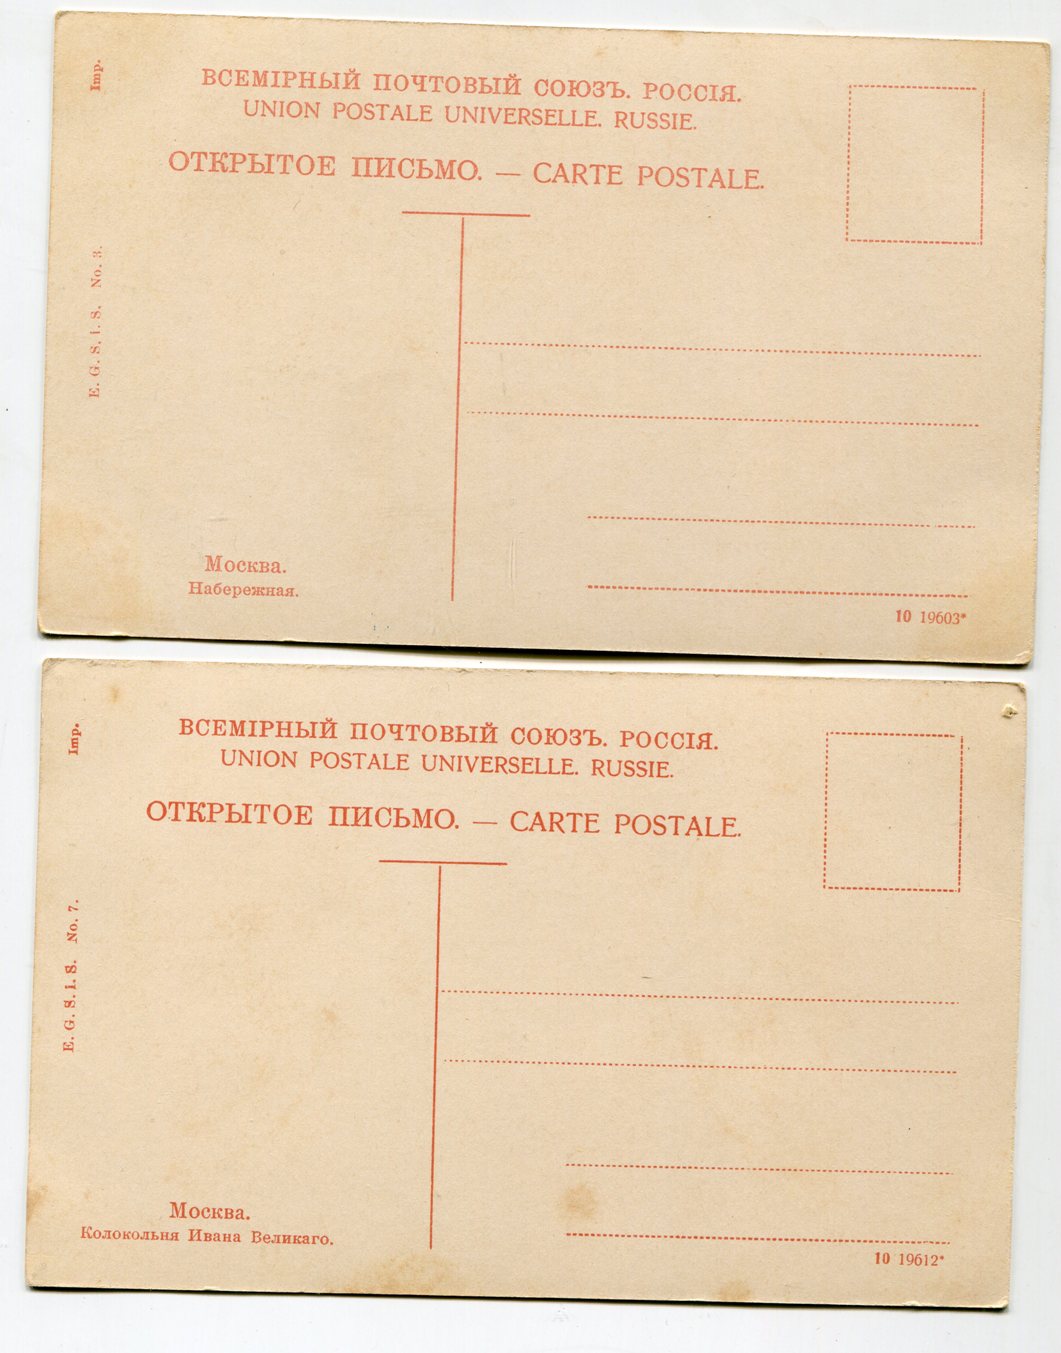 Imp.
ВСЕМІРНЫЙ ПОЧТОВЫЙ СОЮЗЪ. РОССІЯ.
UNION POSTALE UNIVERSELLE. RUSSIE.
ОТКРЫТОЕ ПИСЬМО. — CARTE POSTALE.
E. G. S. i. S. No. 3.
Москва.
Набережная.
10 19603*
Imp.
ВСЕМІРНЫЙ ПОЧТОВЫЙ СОЮЗЪ. РОССІЯ.
UNION POSTALE UNIVERSELLE. RUSSIE.
ОТКРЫТОЕ ПИСЬМО. — CARTE POSTALE.
E. G. S. i. S. No. 7.
Москва.
Колокольня Ивана Великаго.
10 19612*